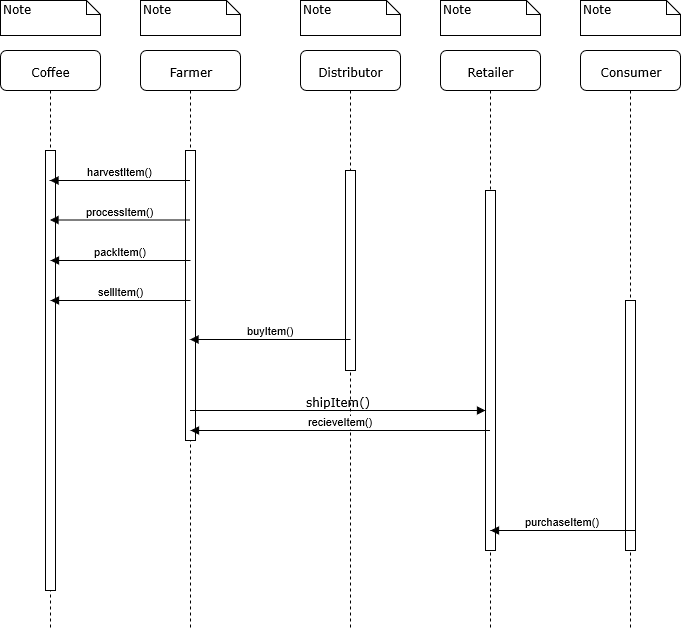 Note
Note
Note
Note
Note
Coffee
Farmer
Distributor
Retailer
Consumer
harvestItem()
processItem()
packItem()
sellItem()
buyItem()
shipItem()
recieveItem()
purchaseItem()